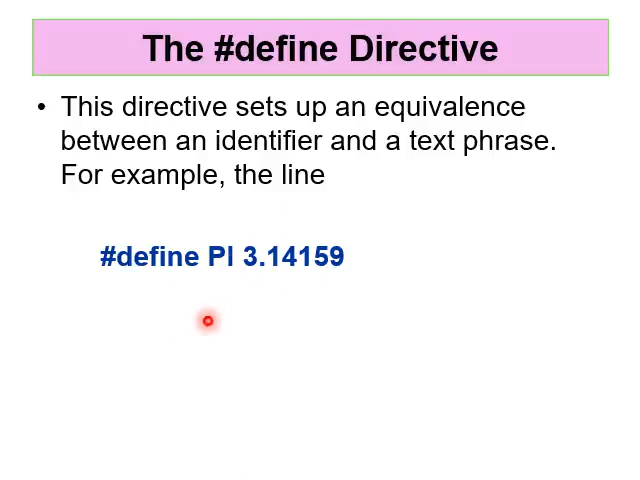 The #define Directive
• This directive sets up an equivalence
between an identifier and a text phrase.
For example, the line
#define PI 3.14159